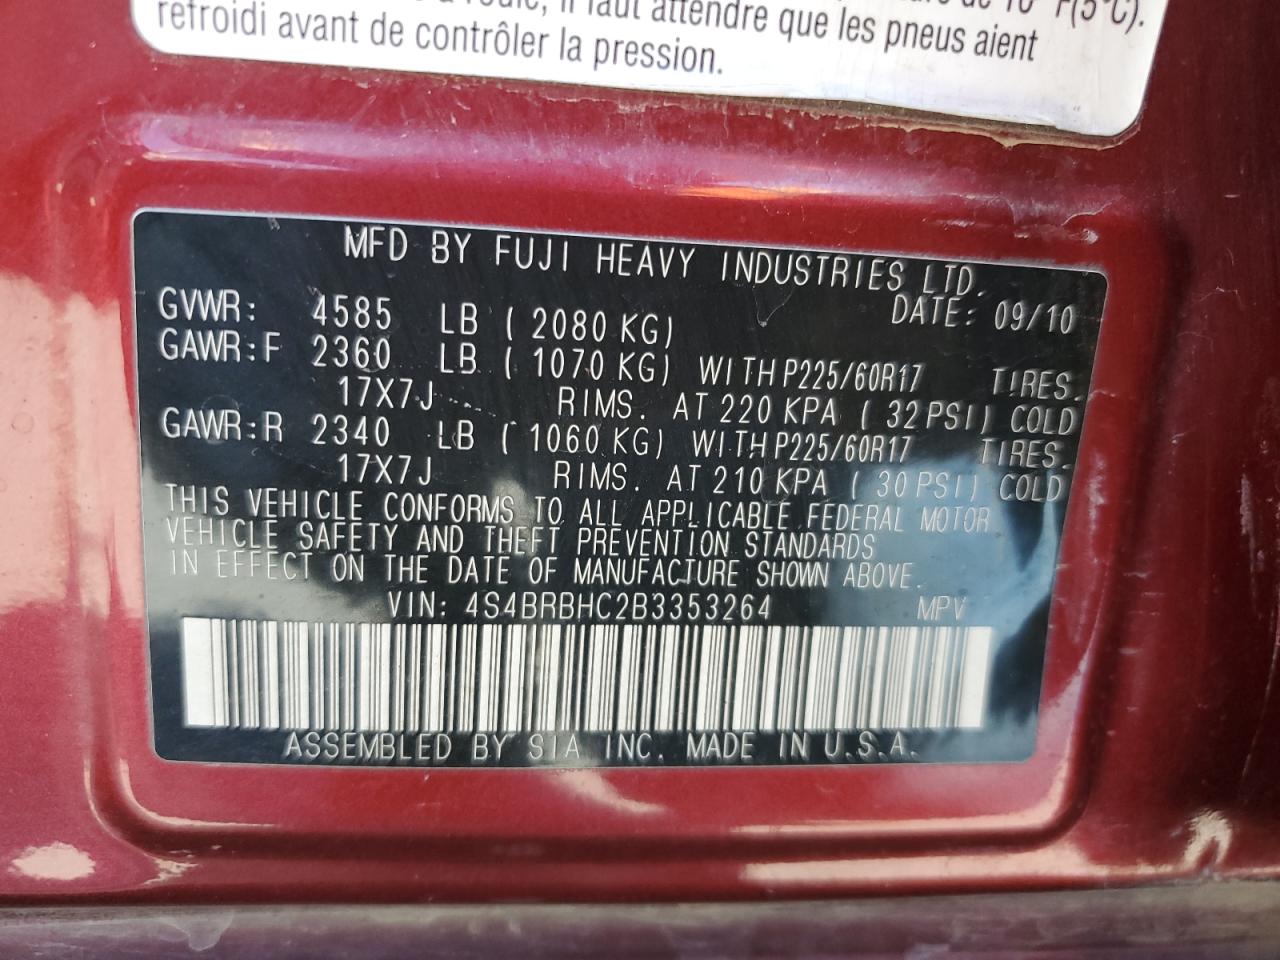 à roule, il faut attendre que les pneus aient
refroidi avant de contrôler la pression.
de 10° F(5°C).
MFD BY FUJI HEAVY INDUSTRIES LTD.
DATE: 09/10
GVWR: 4585 LB ( 2080 KG)
GAWR:F 2360 LB ( 1070 KG) WITH P225/60R17 TIRES.
17X7J RIMS. AT 220 KPA ( 32 PSI) COLD
GAWR:R 2340 LB ( 1060 KG) WITH P225/60R17 TIRES.
17X7J RIMS. AT 210 KPA ( 30 PSI) COLD
THIS VEHICLE CONFORMS TO ALL APPLICABLE FEDERAL MOTOR
VEHICLE SAFETY AND THEFT PREVENTION STANDARDS
IN EFFECT ON THE DATE OF MANUFACTURE SHOWN ABOVE.
VIN: 4S4BRBHC2B3353264 MPV
ASSEMBLED BY SIA INC. MADE IN U.S.A.